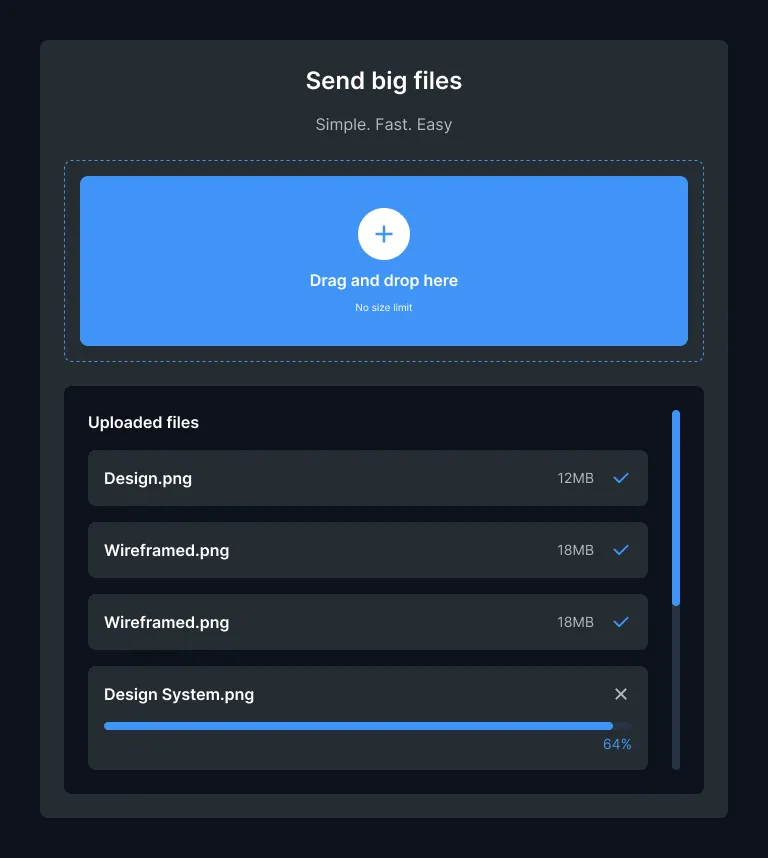 Send big files
Simple. Fast. Easy
Drag and drop here
No size limit
Uploaded files
Design.png 12MB
Wireframed.png 18MB
Wireframed.png 18MB
Design System.png
64%